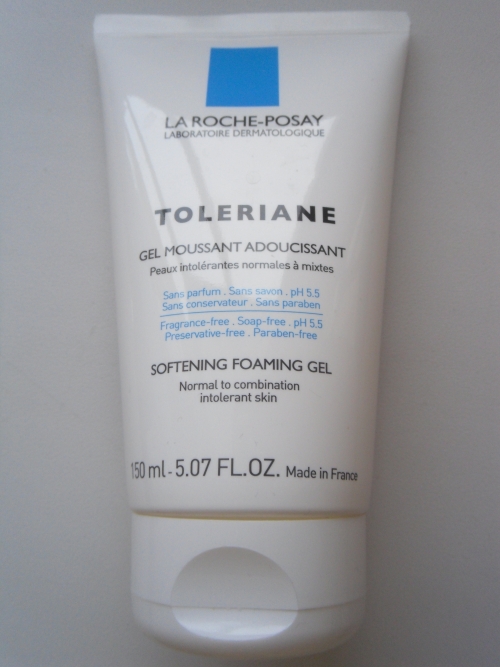 LA ROCHE-POSAY
LABORATOIRE DERMATOLOGIQUE
TOLERIANE
GEL MOUSSANT ADOUCISSANT
Peaux intolérantes normales à mixtes
Sans parfum . Sans savon . pH 5.5
Sans conservateur . Sans paraben
Fragrance-free . Soap-free . pH 5.5
Preservative-free . Paraben-free
SOFTENING FOAMING GEL
Normal to combination
intolerant skin
150 ml - 5.07 FL.OZ. Made in France